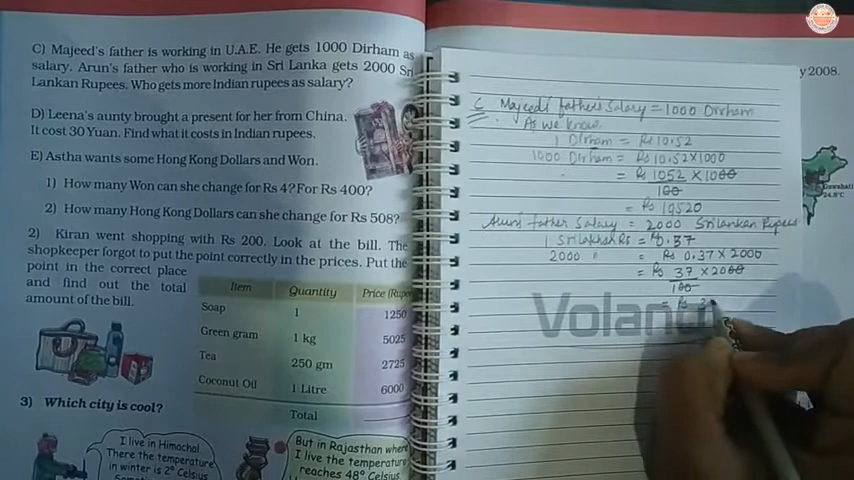 C) Majeed's father is working in U.A.E. He gets 1000 Dirham as
salary. Arun's father who is working in Sri Lanka gets 2000 Sri
Lankan Rupees. Who gets more Indian rupees as salary?
D) Leena's aunty brought a present for her from China.
It cost 30 Yuan. Find what it costs in Indian rupees.
E) Astha wants some Hong Kong Dollars and Won.
1) How many Won can she change for Rs 4? For Rs 400?
2) How many Hong Kong Dollars can she change for Rs 508?
2) Kiran went shopping with Rs 200. Look at the bill. The
shopkeeper forgot to put the point correctly in the prices. Put the
point in the correct place
and find out the total
amount of the bill.
Item Quantity Price (Rupe
Soap 1 1250
Green gram 1 kg 5025
Tea 250 gm 2725
Coconut Oil 1 Litre 6000
Total
3) Which city is cool?
I live in Himachal.
There the temperature
in winter is 2° Celsius
But in Rajasthan where
I live the temperature
reaches 48° Celsius.
C Majeed's father's Salary = 1000 Dirrham
As we know
1 Dirham = Rs 10.52
1000 Dirham = Rs 10.52 × 1000
= Rs 1052 × 1000
100
= Rs 10520
Arun's father Salary = 2000 Srilankan Rupees
1 Srilankan Rs = 0.37
2000 " = Rs 0.37 × 2000
= Rs 37 × 2000
100
= Rs
y 2008.
Guwahati
24.8°C
Volan